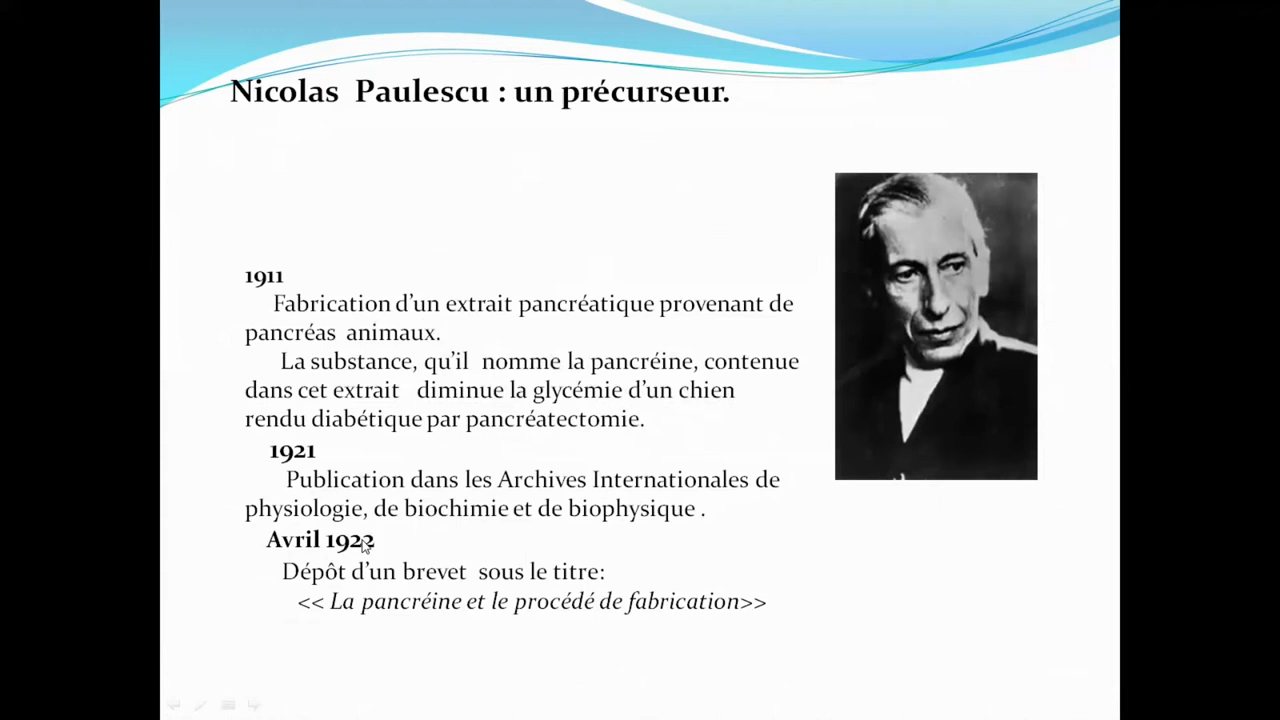 Nicolas Paulescu : un précurseur.
1911
Fabrication d’un extrait pancréatique provenant de
pancréas animaux.
La substance, qu’il nomme la pancréine, contenue
dans cet extrait diminue la glycémie d’un chien
rendu diabétique par pancréatectomie.
1921
Publication dans les Archives Internationales de
physiologie, de biochimie et de biophysique .
Avril 1922
Dépôt d’un brevet sous le titre:
<< La pancréine et le procédé de fabrication>>